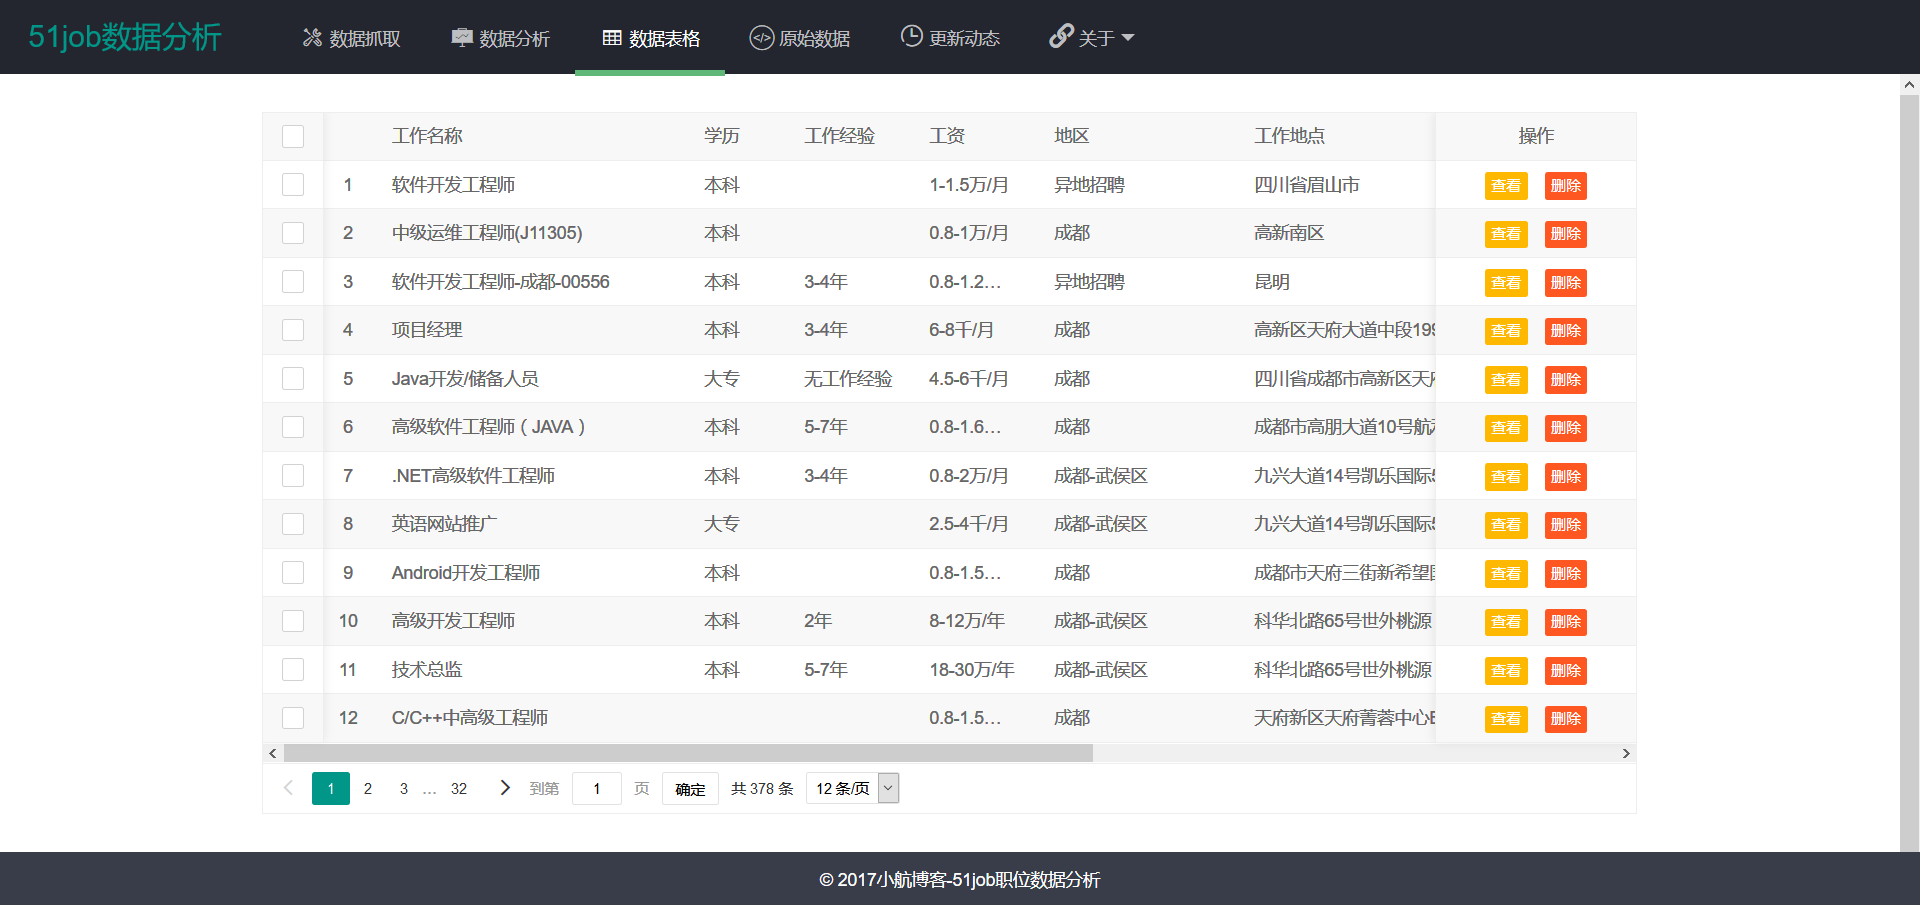 51job数据分析 数据抓取 数据分析 数据表格 原始数据 更新动态 关于
工作名称 学历 工作经验 工资 地区 工作地点 操作
1 软件开发工程师 本科 1-1.5万/月 异地招聘 四川省眉山市 查看 删除
2 中级运维工程师(J11305) 本科 0.8-1万/月 成都 高新南区 查看 删除
3 软件开发工程师-成都-00556 本科 3-4年 0.8-1.2... 异地招聘 昆明 查看 删除
4 项目经理 本科 3-4年 6-8千/月 成都 高新区天府大道中段199 查看 删除
5 Java开发/储备人员 大专 无工作经验 4.5-6千/月 成都 四川省成都市高新区天 查看 删除
6 高级软件工程师（JAVA） 本科 5-7年 0.8-1.6... 成都 成都市高朋大道10号航 查看 删除
7 .NET高级软件工程师 本科 3-4年 0.8-2万/月 成都-武侯区 九兴大道14号凯乐国际5 查看 删除
8 英语网站推广 大专 2.5-4千/月 成都-武侯区 九兴大道14号凯乐国际5 查看 删除
9 Android开发工程师 本科 0.8-1.5... 成都 成都市天府三街新希望 查看 删除
10 高级开发工程师 本科 2年 8-12万/年 成都-武侯区 科华北路65号世外桃源 查看 删除
11 技术总监 本科 5-7年 18-30万/年 成都-武侯区 科华北路65号世外桃源 查看 删除
12 C/C++中高级工程师 0.8-1.5... 成都 天府新区天府菁蓉中心 查看 删除
1 2 3 ... 32 到第 1 页 确定 共 378 条 12 条/页
© 2017小航博客-51job职位数据分析